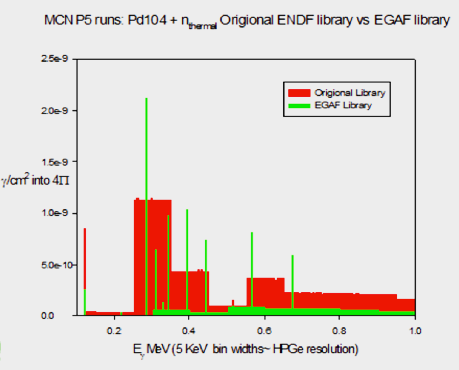 MCNP5 runs: Pd104 + nthermal Origional ENDF library vs EGAF library
2.5e-9
2.0e-9
1.5e-9
1.0e-9
5.0e-10
0.0
γ/cm² into 4Π
Origional Library
EGAF Library
0.2 0.4 0.6 0.8 1.0
Eγ MeV (5 KeV bin widths~ HPGe resolution)